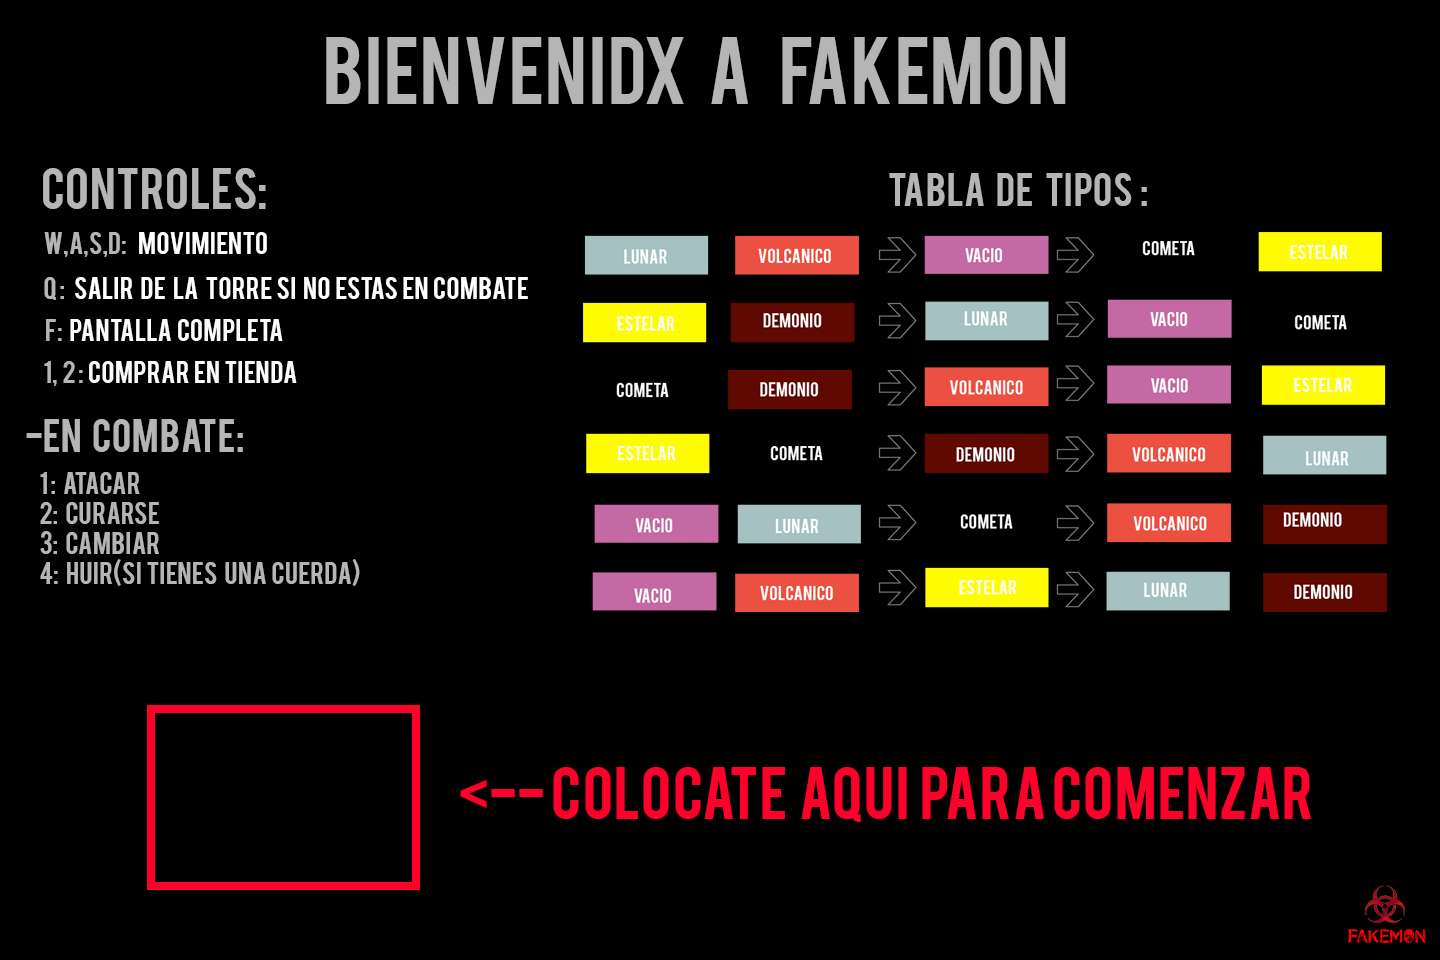 BIENVENIDX A FAKEMON
CONTROLES:
W,A,S,D: MOVIMIENTO
Q: SALIR DE LA TORRE SI NO ESTAS EN COMBATE
F: PANTALLA COMPLETA
1, 2: COMPRAR EN TIENDA
-EN COMBATE:
1: ATACAR
2: CURARSE
3: CAMBIAR
4: HUIR(SI TIENES UNA CUERDA)
TABLA DE TIPOS :
LUNAR VOLCANICO VACIO COMETA ESTELAR
ESTELAR DEMONIO LUNAR VACIO COMETA
COMETA DEMONIO VOLCANICO VACIO ESTELAR
ESTELAR COMETA DEMONIO VOLCANICO LUNAR
VACIO LUNAR COMETA VOLCANICO DEMONIO
VACIO VOLCANICO ESTELAR LUNAR DEMONIO
<-- COLOCATE AQUI PARA COMENZAR
FAKEMON